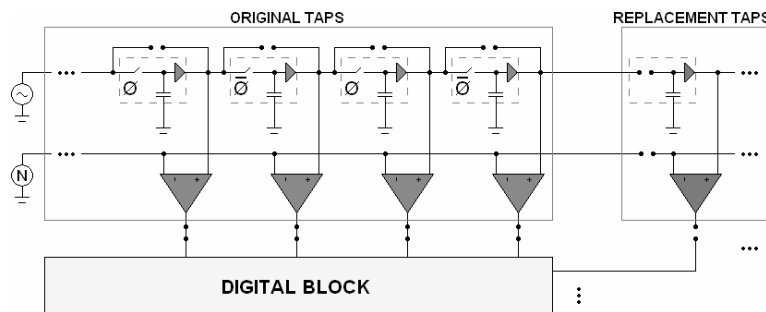 ORIGINAL TAPS
REPLACEMENT TAPS
Ø
Ø̅
Ø
Ø̅
N
- +
- +
- +
- +
- +
DIGITAL BLOCK